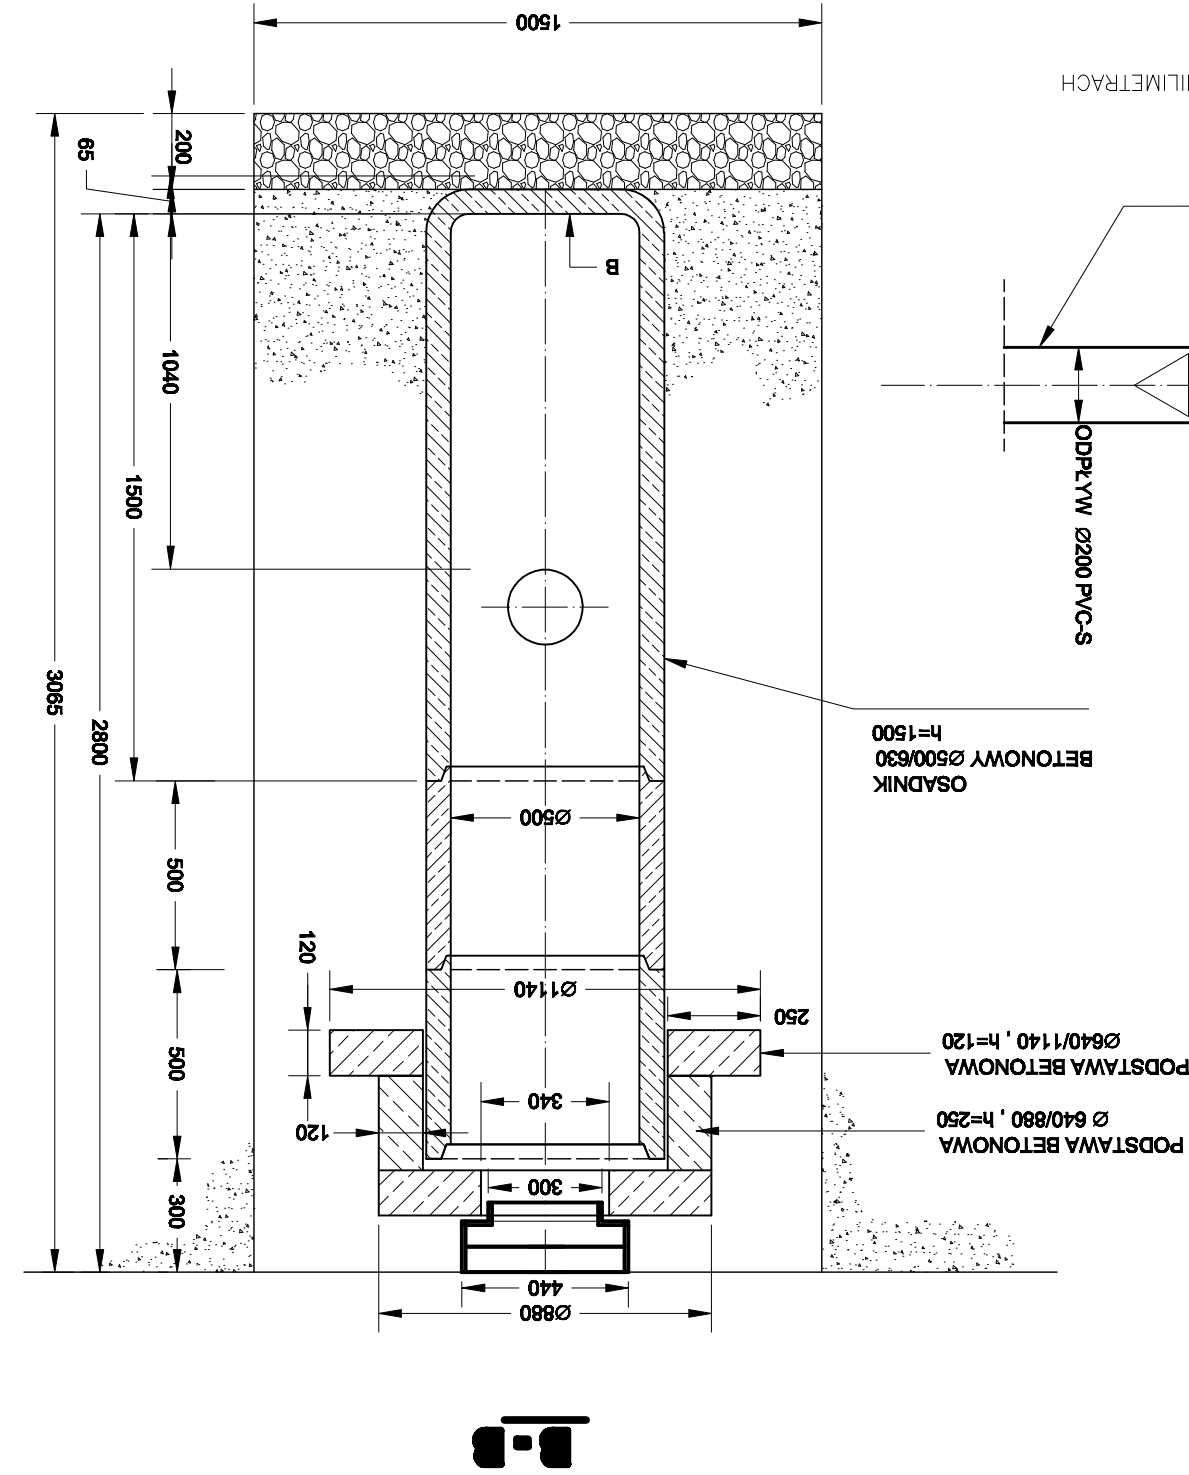 B-B
Ø880
440
300
300
PODSTAWA BETONOWA
Ø 640/880 , h=250
120
340
PODSTAWA BETONOWA
Ø640/1140 , h=120
250
500
Ø1140
120
500
Ø500
OSADNIK
BETONOWY Ø500/630
h=1500
2800
3065
ODPŁYW Ø200 PVC-S
1500
1040
B
65
200
ILIMETRACH
1500